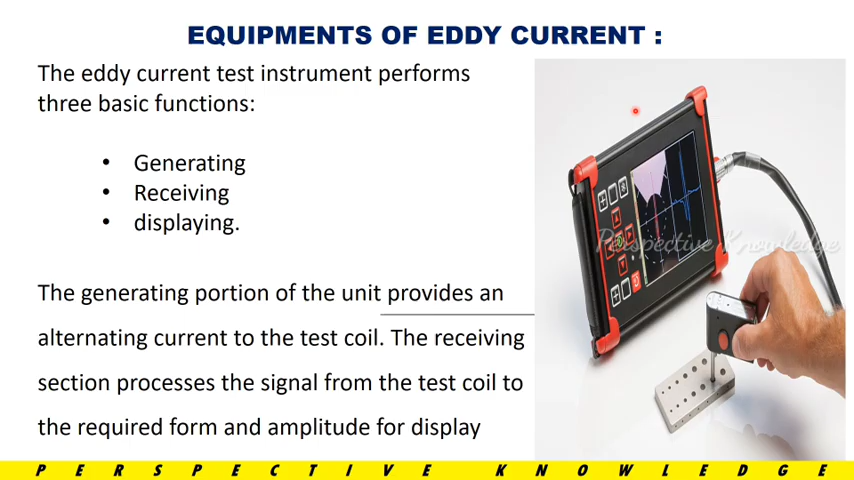 EQUIPMENTS OF EDDY CURRENT :
The eddy current test instrument performs
three basic functions:
• Generating
• Receiving
• displaying.
The generating portion of the unit provides an
alternating current to the test coil. The receiving
section processes the signal from the test coil to
the required form and amplitude for display
Perspective Knowledge
PERSPECTIVE KNOWLEDGE